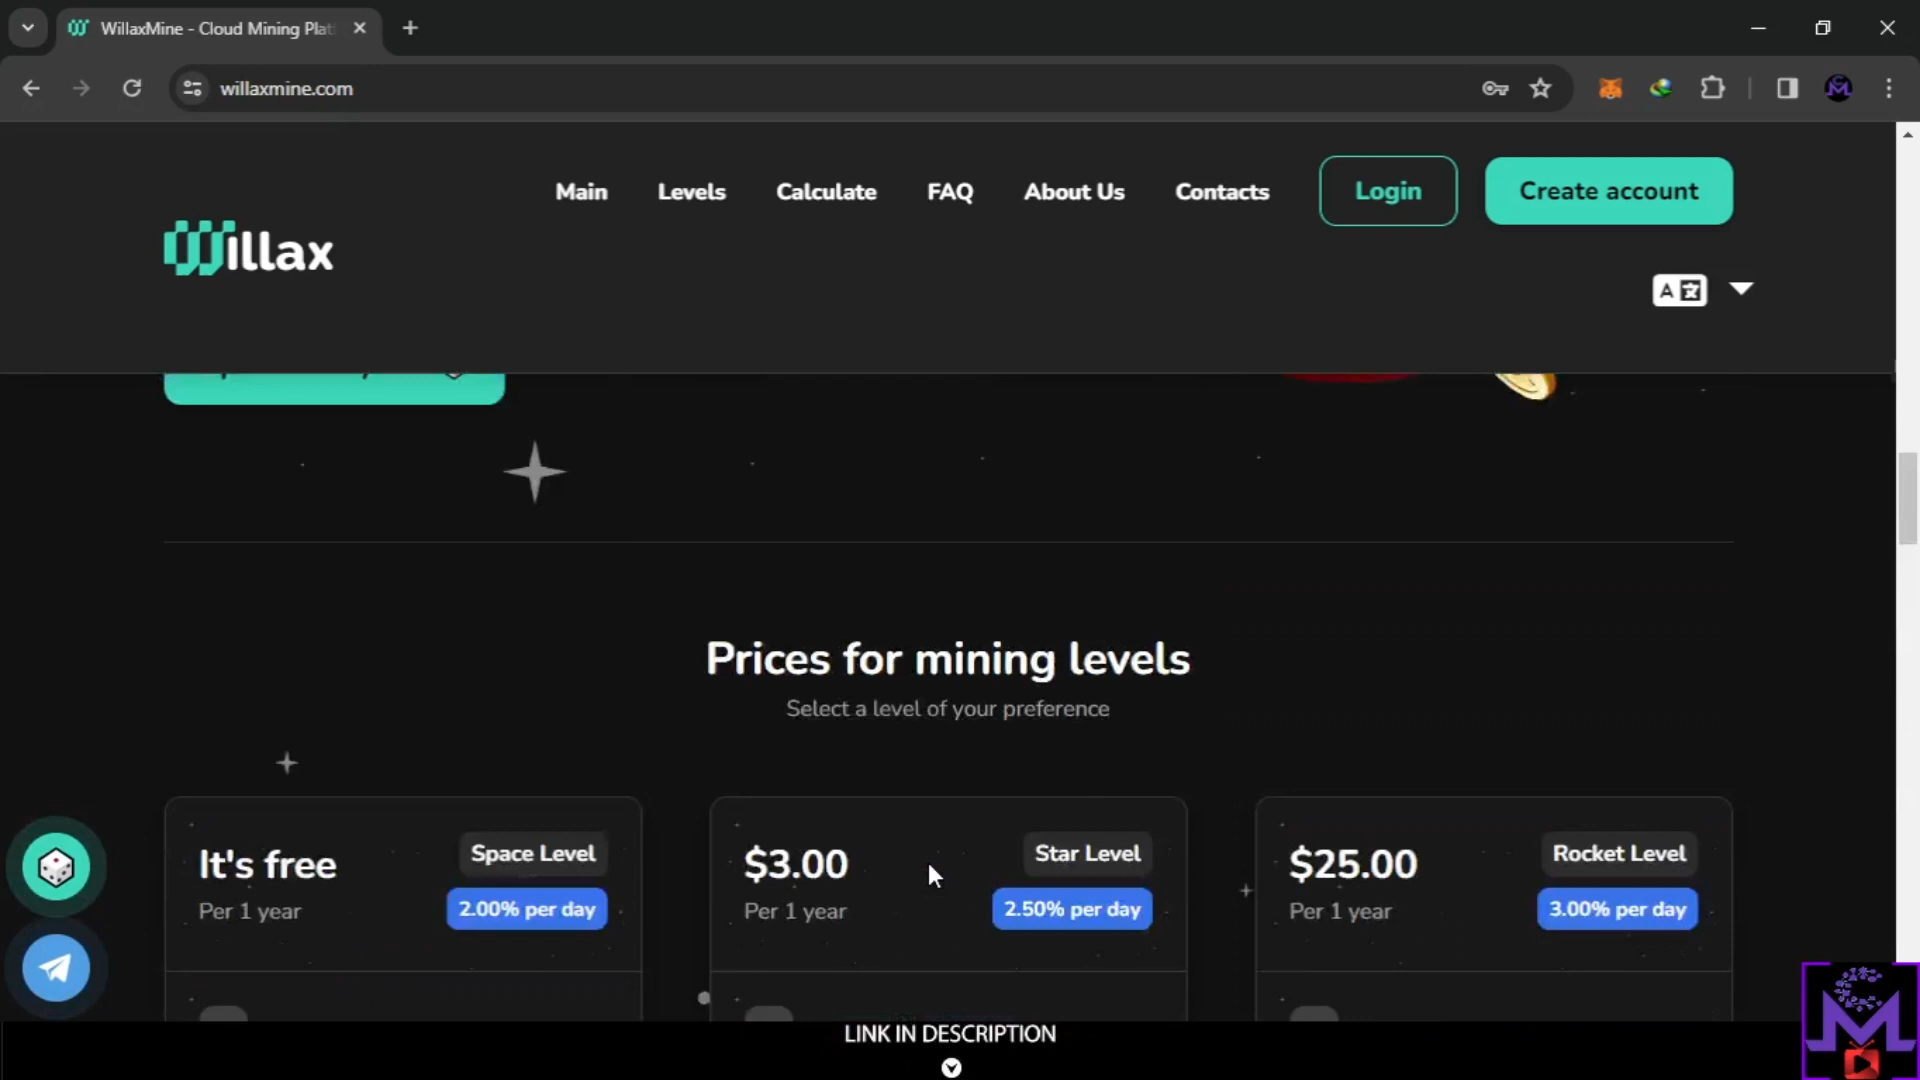 WillaxMine - Cloud Mining Plat
willaxmine.com
Main
Levels
Calculate
FAQ
About Us
Contacts
Login
Create account
Willax
A
Prices for mining levels
Select a level of your preference
It's free
Space Level
Per 1 year
2.00% per day
$3.00
Star Level
Per 1 year
2.50% per day
$25.00
Rocket Level
Per 1 year
3.00% per day
LINK IN DESCRIPTION